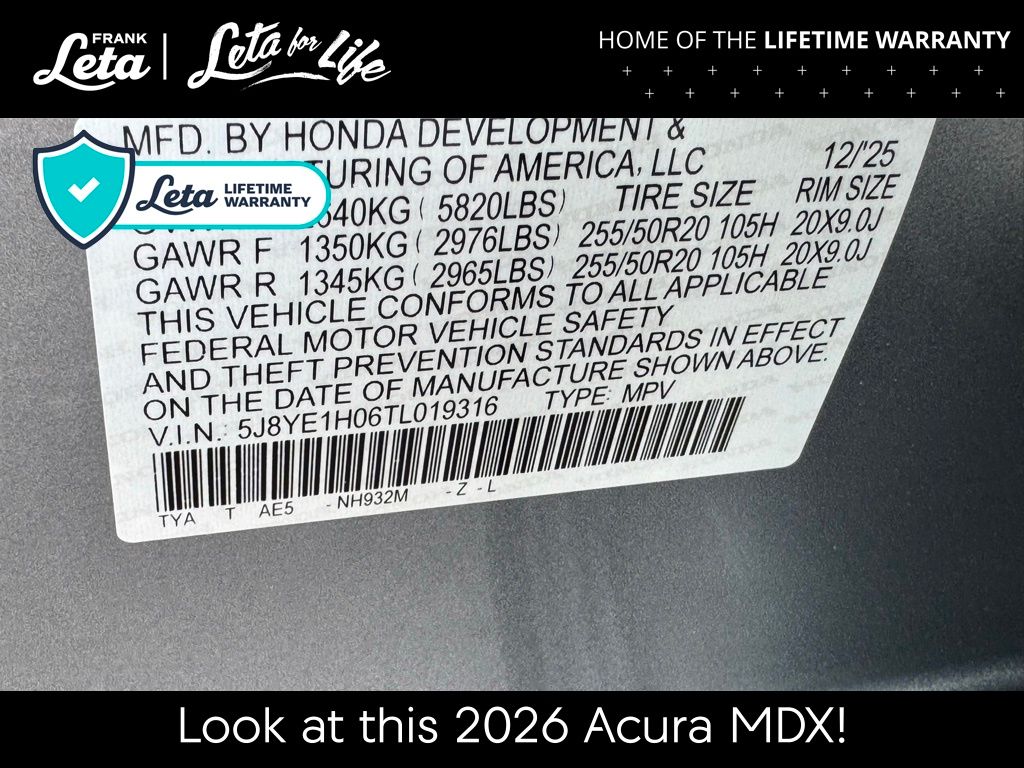 FRANK
Leta
Leta for Life
HOME OF THE LIFETIME WARRANTY
MFD. BY HONDA DEVELOPMENT &
URING OF AMERICA, LLC 12/'25
640KG ( 5820LBS) TIRE SIZE RIM SIZE
GAWR F 1350KG ( 2976LBS) 255/50R20 105H 20X9.0J
GAWR R 1345KG ( 2965LBS) 255/50R20 105H 20X9.0J
THIS VEHICLE CONFORMS TO ALL APPLICABLE
FEDERAL MOTOR VEHICLE SAFETY
AND THEFT PREVENTION STANDARDS IN EFFECT
ON THE DATE OF MANUFACTURE SHOWN ABOVE.
V.I.N.: 5J8YE1H06TL019316 TYPE: MPV
TYA T AE5 - NH932M - Z - L
Leta LIFETIME
WARRANTY
Look at this 2026 Acura MDX!